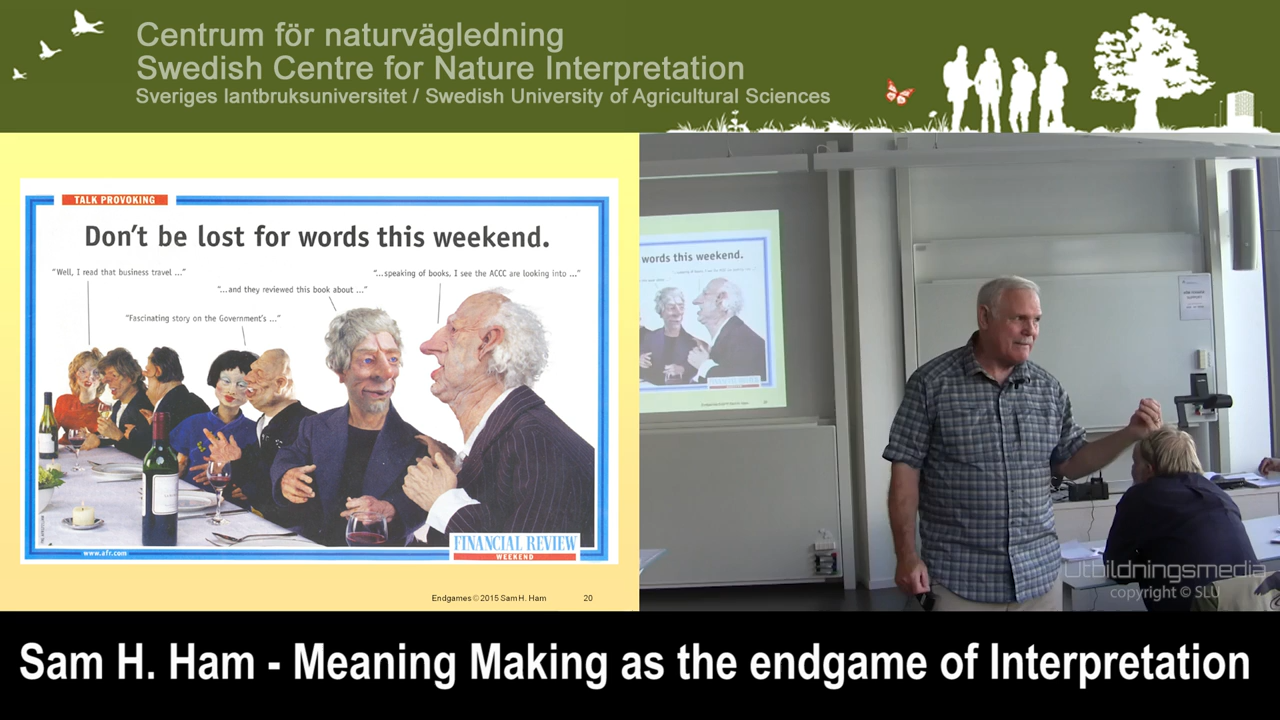 Centrum för naturvägledning
Swedish Centre for Nature Interpretation
Sveriges lantbruksuniversitet / Swedish University of Agricultural Sciences
TALK PROVOKING
Don't be lost for words this weekend.
"Well, I read that business travel ..."
"...speaking of books, I see the ACCC are looking into ..."
"...and they reviewed this book about ..."
"Fascinating story on the Government's ..."
www.afr.com
FINANCIAL REVIEW
WEEKEND
Endgames © 2015 Sam H. Ham 20
words this weekend.
FINANCIAL REVIEW
Utbildningsmedia
copyright © SLU
Sam H. Ham - Meaning Making as the endgame of Interpretation